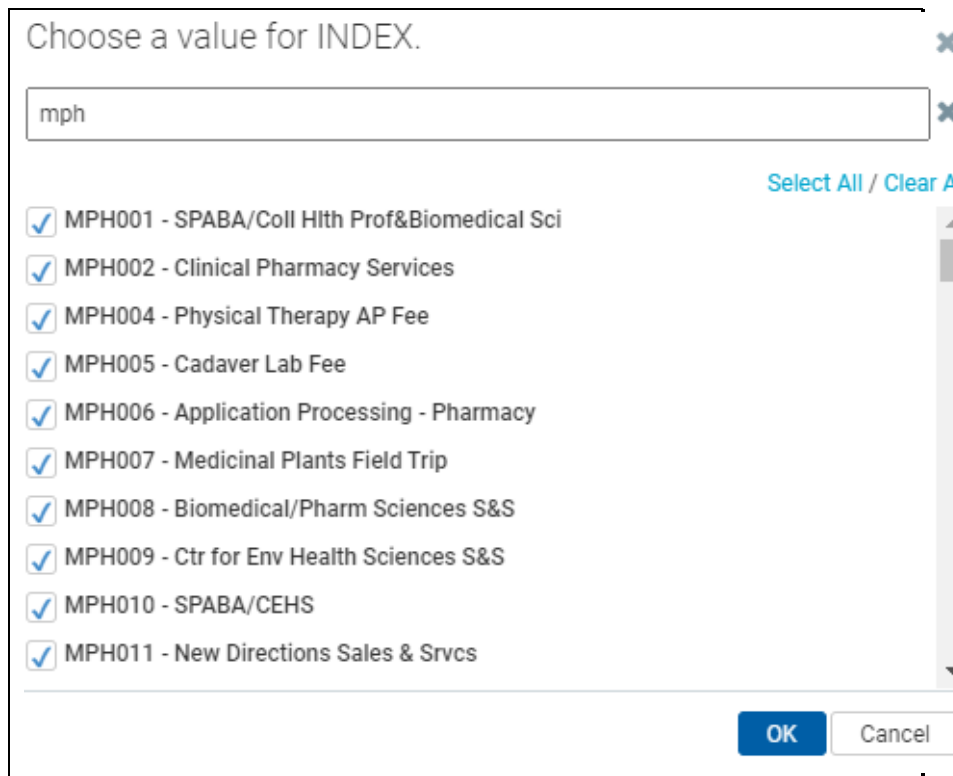 Choose a value for INDEX.
mph
Select All / Clear A
MPH001 - SPABA/Coll Hlth Prof&Biomedical Sci
MPH002 - Clinical Pharmacy Services
MPH004 - Physical Therapy AP Fee
MPH005 - Cadaver Lab Fee
MPH006 - Application Processing - Pharmacy
MPH007 - Medicinal Plants Field Trip
MPH008 - Biomedical/Pharm Sciences S&S
MPH009 - Ctr for Env Health Sciences S&S
MPH010 - SPABA/CEHS
MPH011 - New Directions Sales & Srvcs
OK Cancel